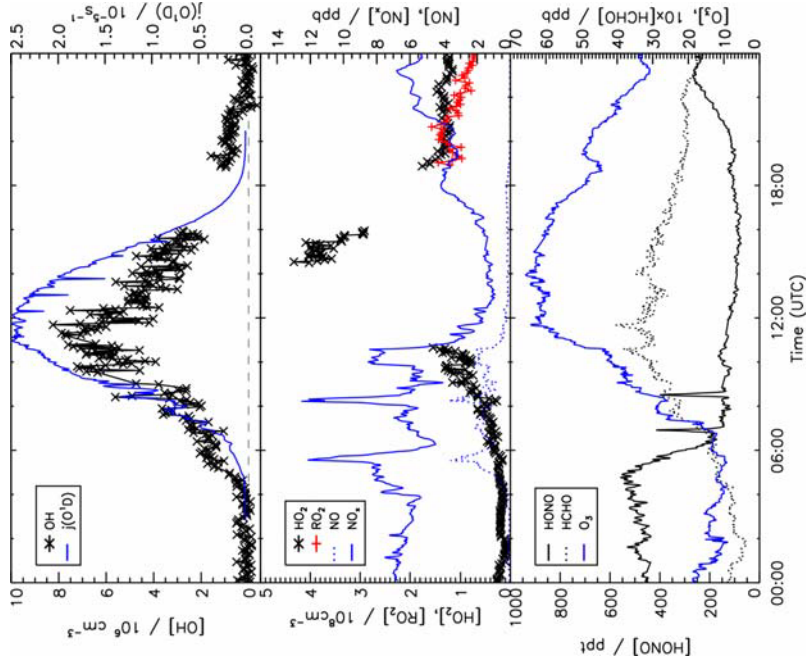 [OH] / 10⁶ cm⁻³
10
8
6
4
2
0
OH
j(O¹D)
2.5
2.0
1.5
1.0
0.5
0.0
j(O¹D) / 10⁻⁵s⁻¹
[HO₂], [RO₂] / 10⁸cm⁻³
5
4
3
2
1
HO₂
RO₂
NO
NOₓ
14
12
10
8
6
4
2
0
[NO], [NOₓ] / ppb
[HONO] / ppt
1000
800
600
400
200
0
HONO
HCHO
O₃
70
60
50
40
30
20
10
0
[O₃], 10x[HCHO] / ppb
00:00
06:00
12:00
18:00
Time (UTC)